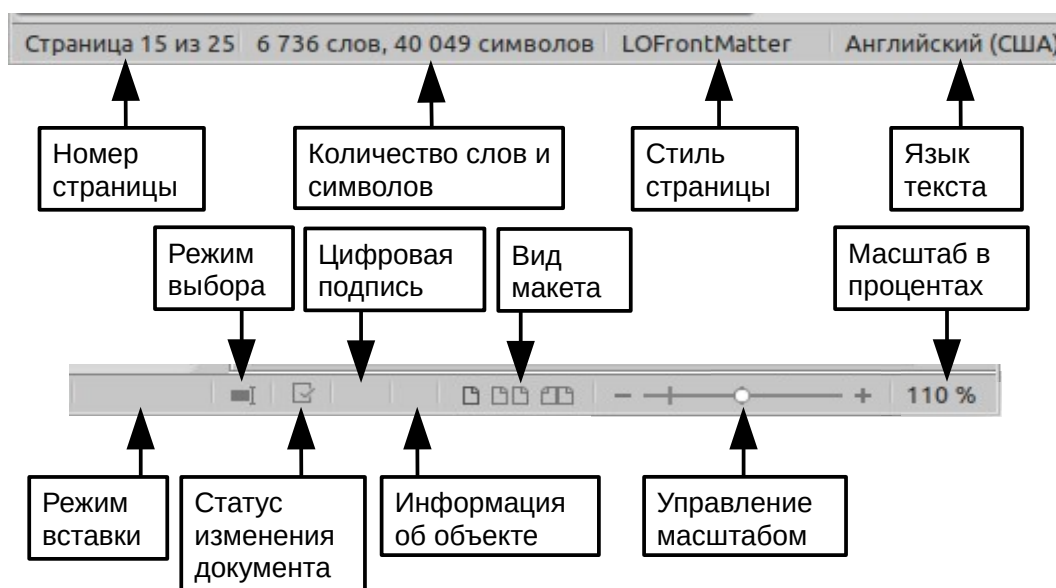 Страница 15 из 25 6 736 слов, 40 049 символов LOFrontMatter Английский (США)
Номер
страницы
Количество слов и
символов
Стиль
страницы
Язык
текста
Режим
выбора
Цифровая
подпись
Вид
макета
Масштаб в
процентах
110 %
Режим
вставки
Статус
изменения
документа
Информация
об объекте
Управление
масштабом